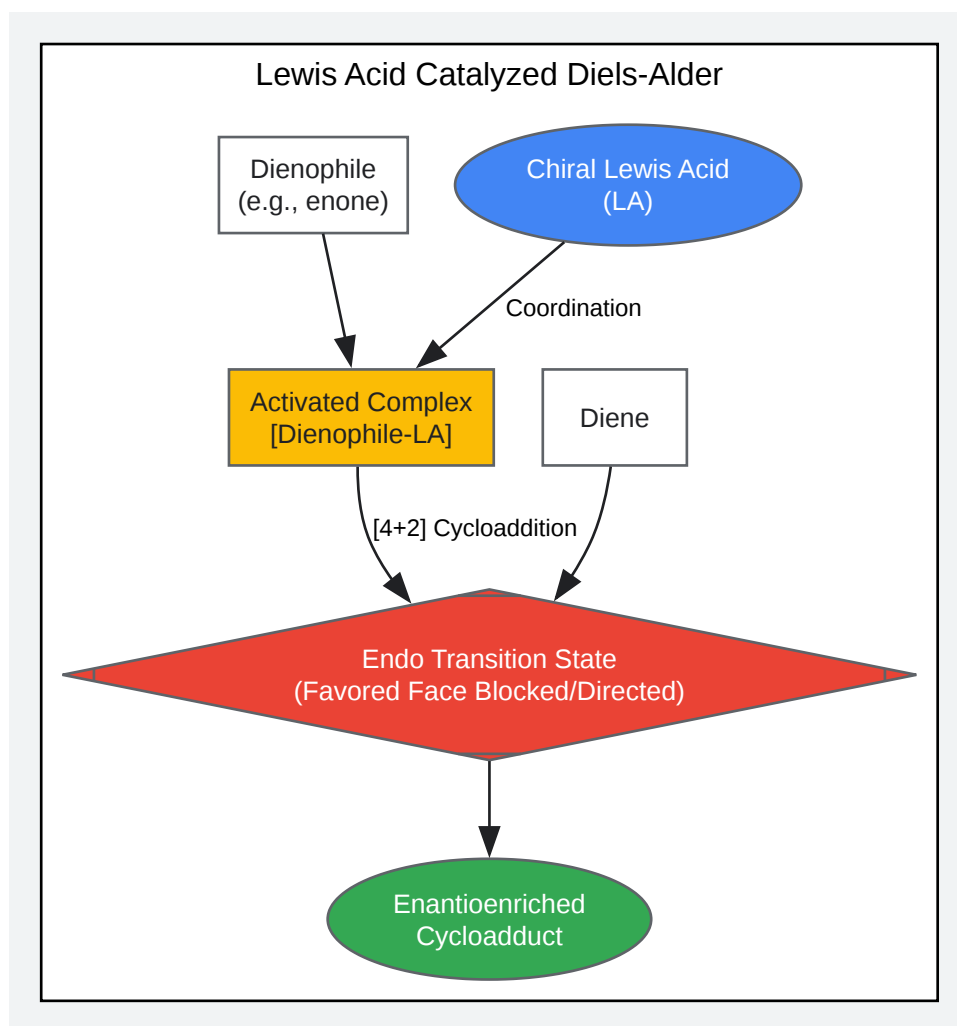 Lewis Acid Catalyzed Diels-Alder
Dienophile
(e.g., enone)
Chiral Lewis Acid
(LA)
Coordination
Activated Complex
[Dienophile-LA]
Diene
[4+2] Cycloaddition
Endo Transition State
(Favored Face Blocked/Directed)
Enantioenriched
Cycloadduct